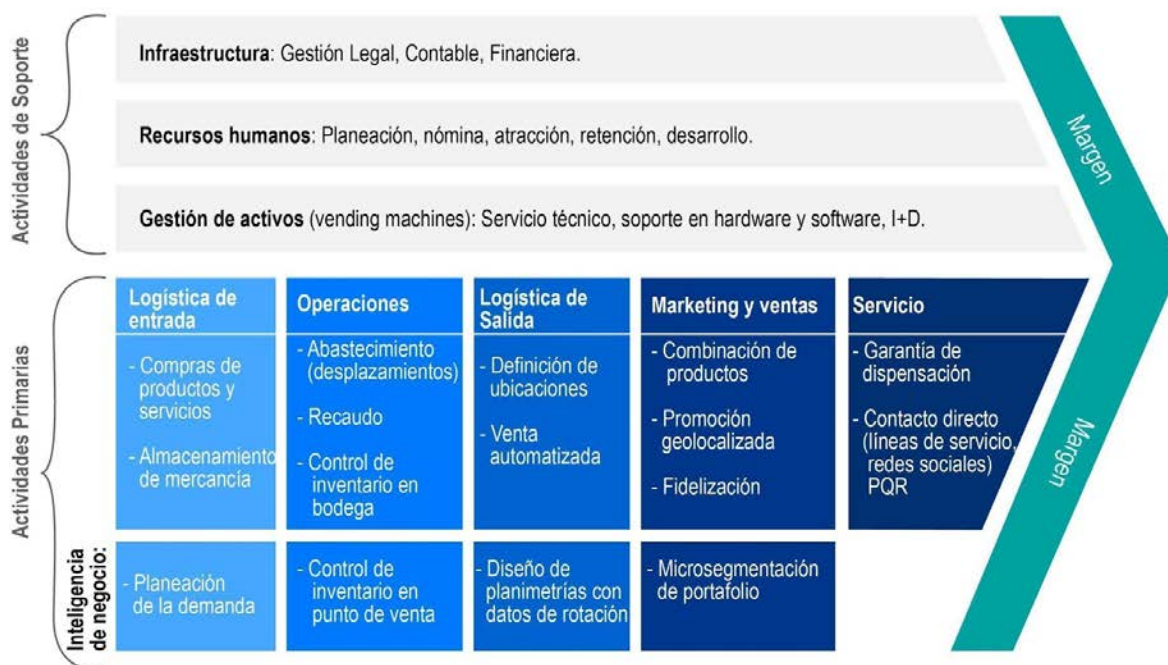 Actividades de Soporte
Infraestructura: Gestión Legal, Contable, Financiera.
Recursos humanos: Planeación, nómina, atracción, retención, desarrollo.
Gestión de activos (vending machines): Servicio técnico, soporte en hardware y software, I+D.
Margen
Actividades Primarias
Logística de
entrada
- Compras de
productos y
servicios
- Almacenamiento
de mercancía
Operaciones
- Abastecimiento
(desplazamientos)
- Recaudo
- Control de
inventario en
bodega
Logística de
Salida
- Definición de
ubicaciones
- Venta
automatizada
Marketing y ventas
- Combinación de
productos
- Promoción
geolocalizada
- Fidelización
Servicio
- Garantía de
dispensación
- Contacto directo
(líneas de servicio,
redes sociales)
PQR
Margen
Inteligencia
de negocio:
- Planeación
de la demanda
- Control de
inventario en
punto de venta
- Diseño de
planimetrías con
datos de rotación
- Microsegmentación
de portafolio